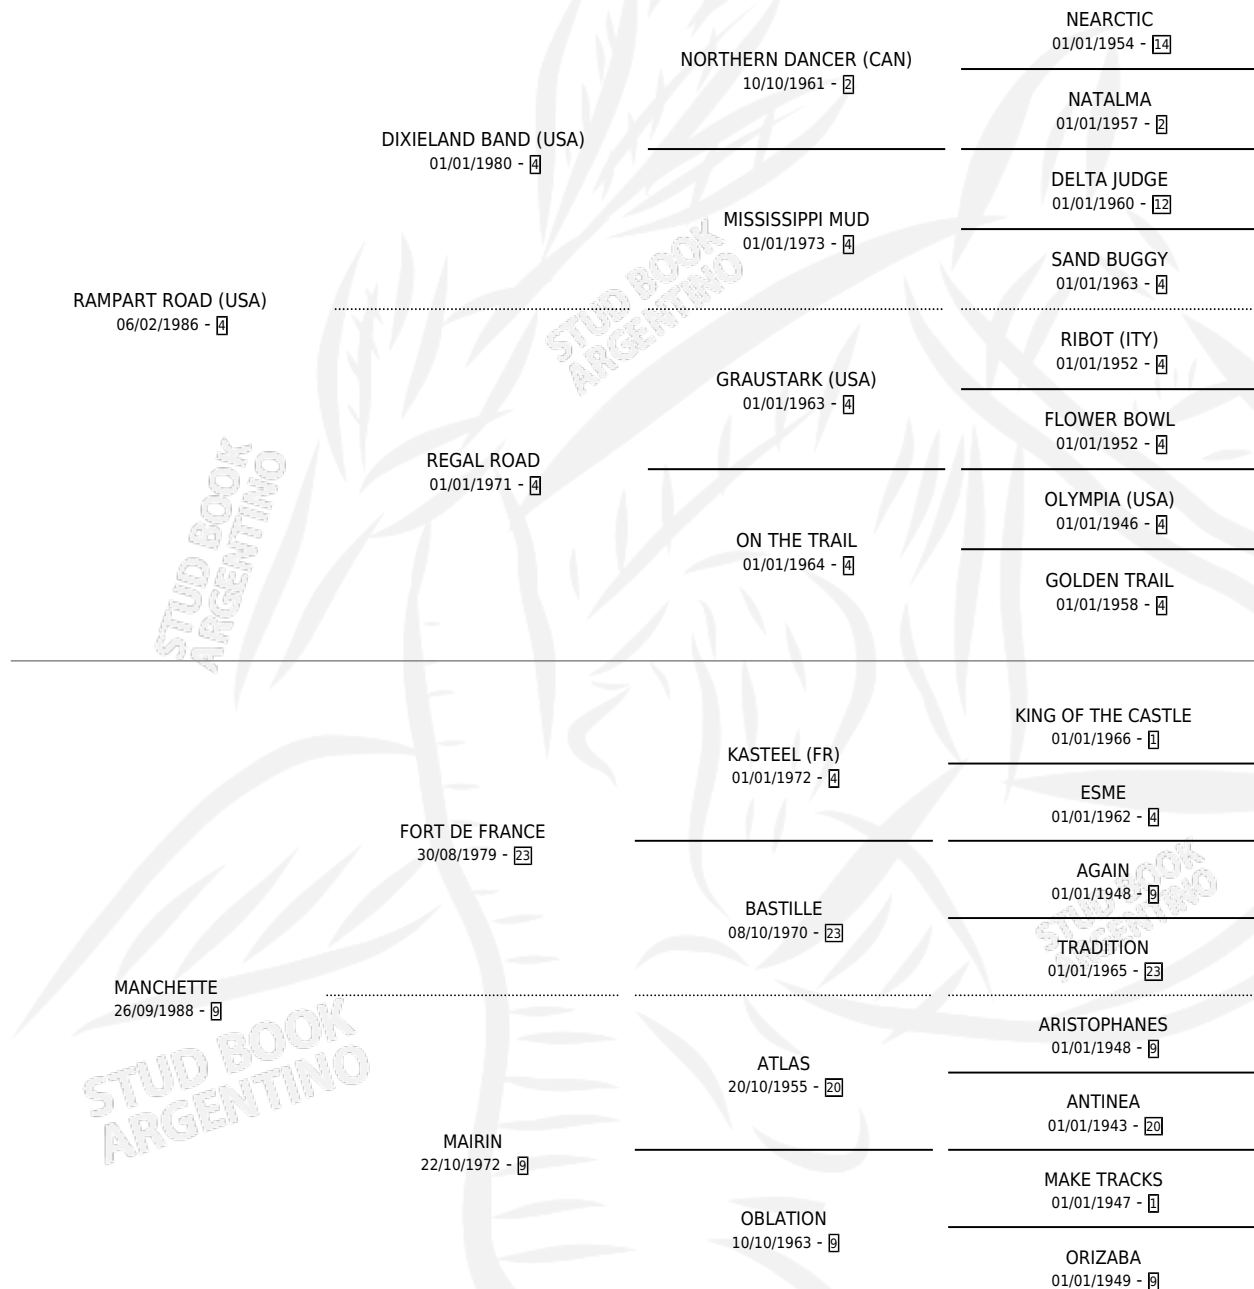 NEARCTIC
01/01/1954 - 14
NORTHERN DANCER (CAN)
10/10/1961 - 2
NATALMA
01/01/1957 - 2
DIXIELAND BAND (USA)
01/01/1980 - 4
DELTA JUDGE
01/01/1960 - 12
MISSISSIPPI MUD
01/01/1973 - 4
SAND BUGGY
01/01/1963 - 4
RAMPART ROAD (USA)
06/02/1986 - 4
RIBOT (ITY)
01/01/1952 - 4
GRAUSTARK (USA)
01/01/1963 - 4
FLOWER BOWL
01/01/1952 - 4
REGAL ROAD
01/01/1971 - 4
OLYMPIA (USA)
01/01/1946 - 4
ON THE TRAIL
01/01/1964 - 4
GOLDEN TRAIL
01/01/1958 - 4
KING OF THE CASTLE
01/01/1966 - 1
KASTEEL (FR)
01/01/1972 - 4
ESME
01/01/1962 - 4
FORT DE FRANCE
30/08/1979 - 23
AGAIN
01/01/1948 - 9
BASTILLE
08/10/1970 - 23
TRADITION
01/01/1965 - 23
MANCHETTE
26/09/1988 - 9
ARISTOPHANES
01/01/1948 - 9
ATLAS
20/10/1955 - 20
ANTINEA
01/01/1943 - 20
MAIRIN
22/10/1972 - 9
MAKE TRACKS
01/01/1947 - 1
OBLATION
10/10/1963 - 9
ORIZABA
01/01/1949 - 9
STUD BOOK
ARGENTINO
STUD BOOK
ARGENTINO
STUD BOOK
ARGENTINO
STUD BOOK
ARGENTINO